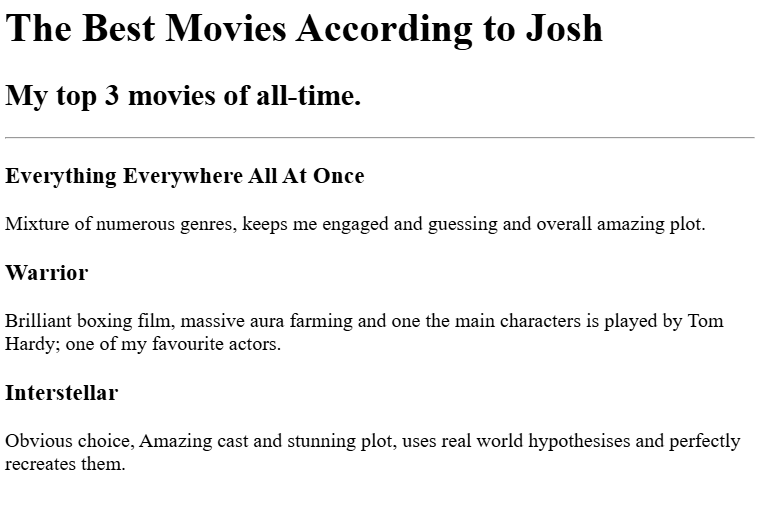 The Best Movies According to Josh
My top 3 movies of all-time.
Everything Everywhere All At Once
Mixture of numerous genres, keeps me engaged and guessing and overall amazing plot.
Warrior
Brilliant boxing film, massive aura farming and one the main characters is played by Tom
Hardy; one of my favourite actors.
Interstellar
Obvious choice, Amazing cast and stunning plot, uses real world hypothesises and perfectly
recreates them.